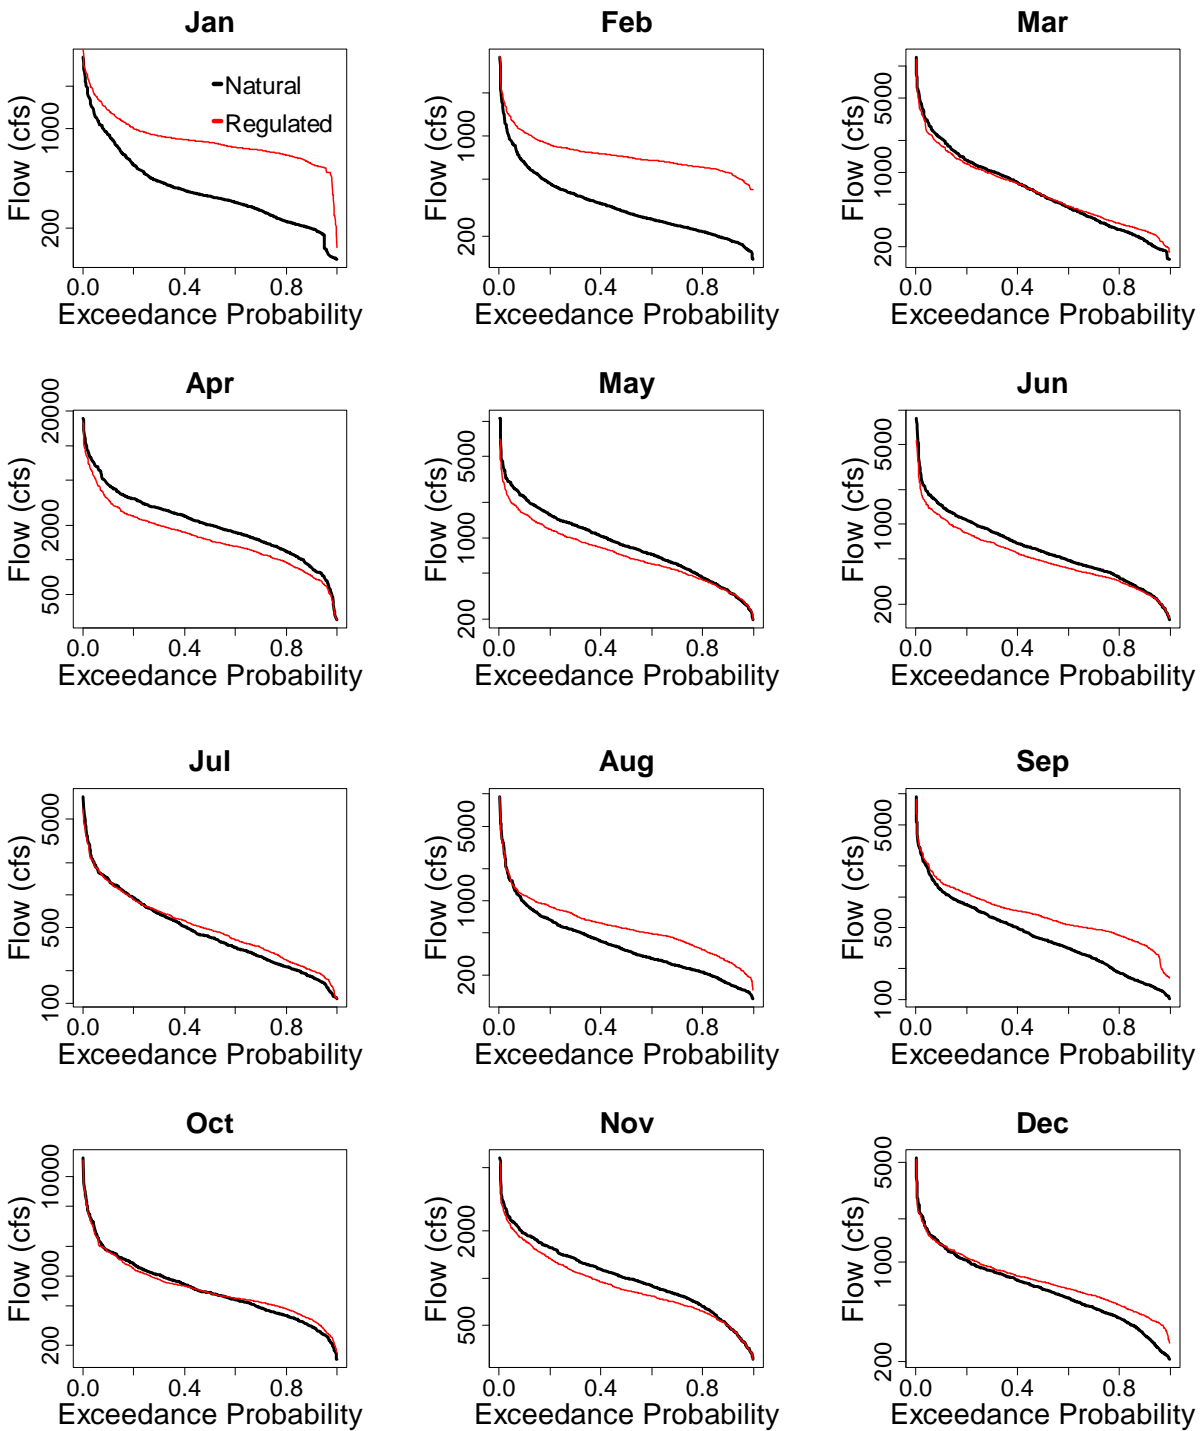 Jan Feb Mar
Flow (cfs) 200 1000 Natural Regulated Flow (cfs) 200 1000 Flow (cfs) 200 1000 5000
0.0 0.4 0.8 0.0 0.4 0.8 0.0 0.4 0.8
Exceedance Probability Exceedance Probability Exceedance Probability
Apr May Jun
Flow (cfs) 500 2000 20000 Flow (cfs) 200 1000 5000 Flow (cfs) 200 1000 5000
0.0 0.4 0.8 0.0 0.4 0.8 0.0 0.4 0.8
Exceedance Probability Exceedance Probability Exceedance Probability
Jul Aug Sep
Flow (cfs) 100 500 5000 Flow (cfs) 200 1000 5000 Flow (cfs) 100 500 5000
0.0 0.4 0.8 0.0 0.4 0.8 0.0 0.4 0.8
Exceedance Probability Exceedance Probability Exceedance Probability
Oct Nov Dec
Flow (cfs) 200 1000 10000 Flow (cfs) 500 2000 Flow (cfs) 200 1000 5000
0.0 0.4 0.8 0.0 0.4 0.8 0.0 0.4 0.8
Exceedance Probability Exceedance Probability Exceedance Probability